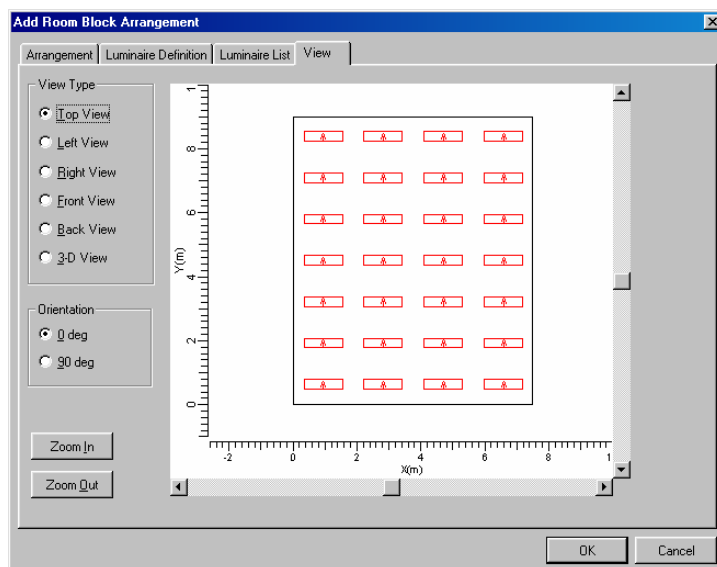 Add Room Block Arrangement
Arrangement
Luminaire Definition
Luminaire List
View
View Type
Top View
Left View
Right View
Front View
Back View
3-D View
Orientation
0 deg
90 deg
Zoom In
Zoom Out
Y(m)
1
8
6
4
2
0
A A A A
A A A A
A A A A
A A A A
A A A A
A A A A
A A A A
-2 0 2 4 6 8 1
X(m)
OK
Cancel